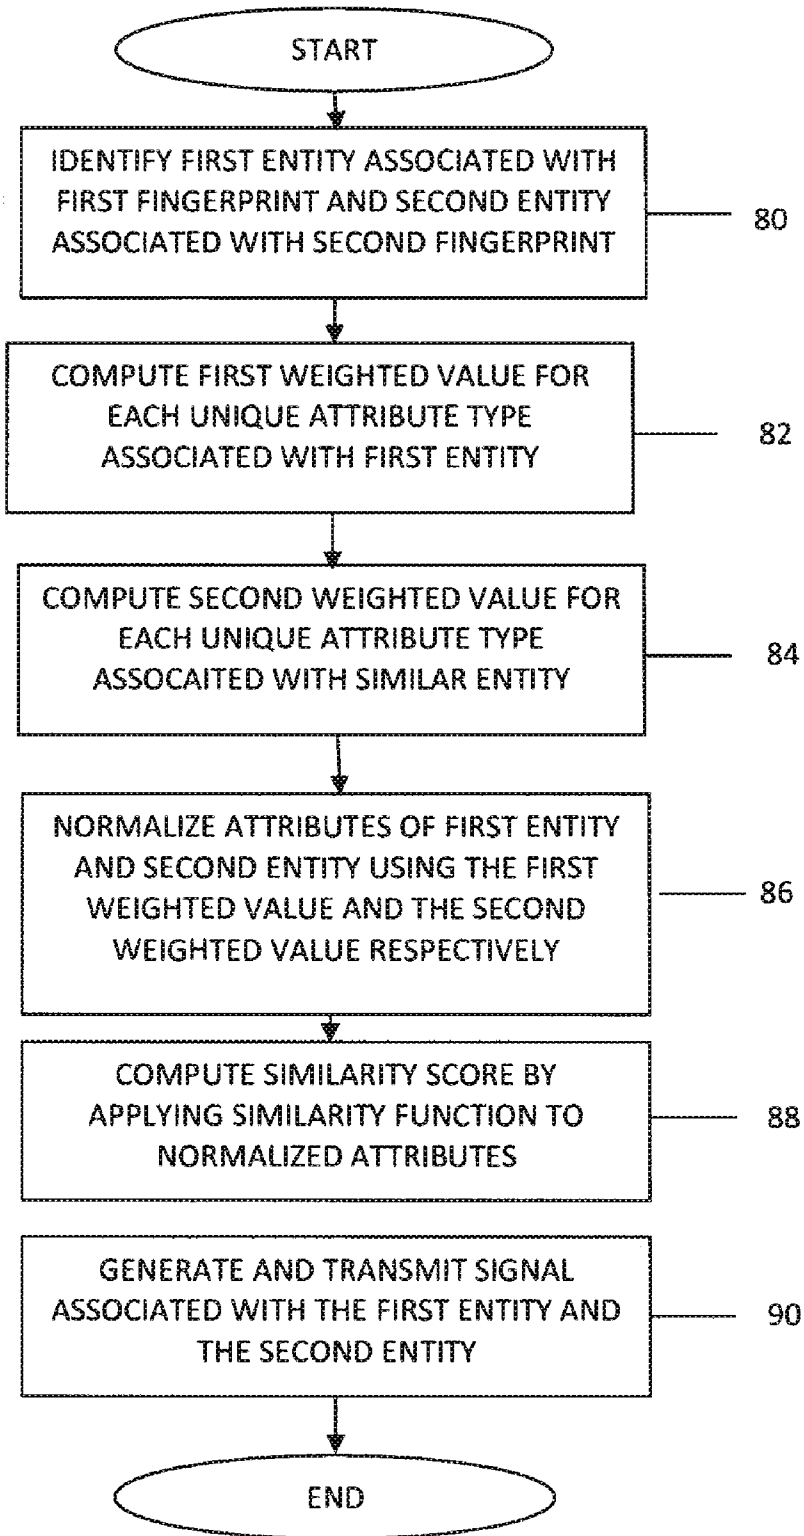 START
IDENTIFY FIRST ENTITY ASSOCIATED WITH
FIRST FINGERPRINT AND SECOND ENTITY
ASSOCIATED WITH SECOND FINGERPRINT
80
COMPUTE FIRST WEIGHTED VALUE FOR
EACH UNIQUE ATTRIBUTE TYPE
ASSOCIATED WITH FIRST ENTITY
82
COMPUTE SECOND WEIGHTED VALUE FOR
EACH UNIQUE ATTRIBUTE TYPE
ASSOCAITED WITH SIMILAR ENTITY
84
NORMALIZE ATTRIBUTES OF FIRST ENTITY
AND SECOND ENTITY USING THE FIRST
WEIGHTED VALUE AND THE SECOND
WEIGHTED VALUE RESPECTIVELY
86
COMPUTE SIMILARITY SCORE BY
APPLYING SIMILARITY FUNCTION TO
NORMALIZED ATTRIBUTES
88
GENERATE AND TRANSMIT SIGNAL
ASSOCIATED WITH THE FIRST ENTITY AND
THE SECOND ENTITY
90
END